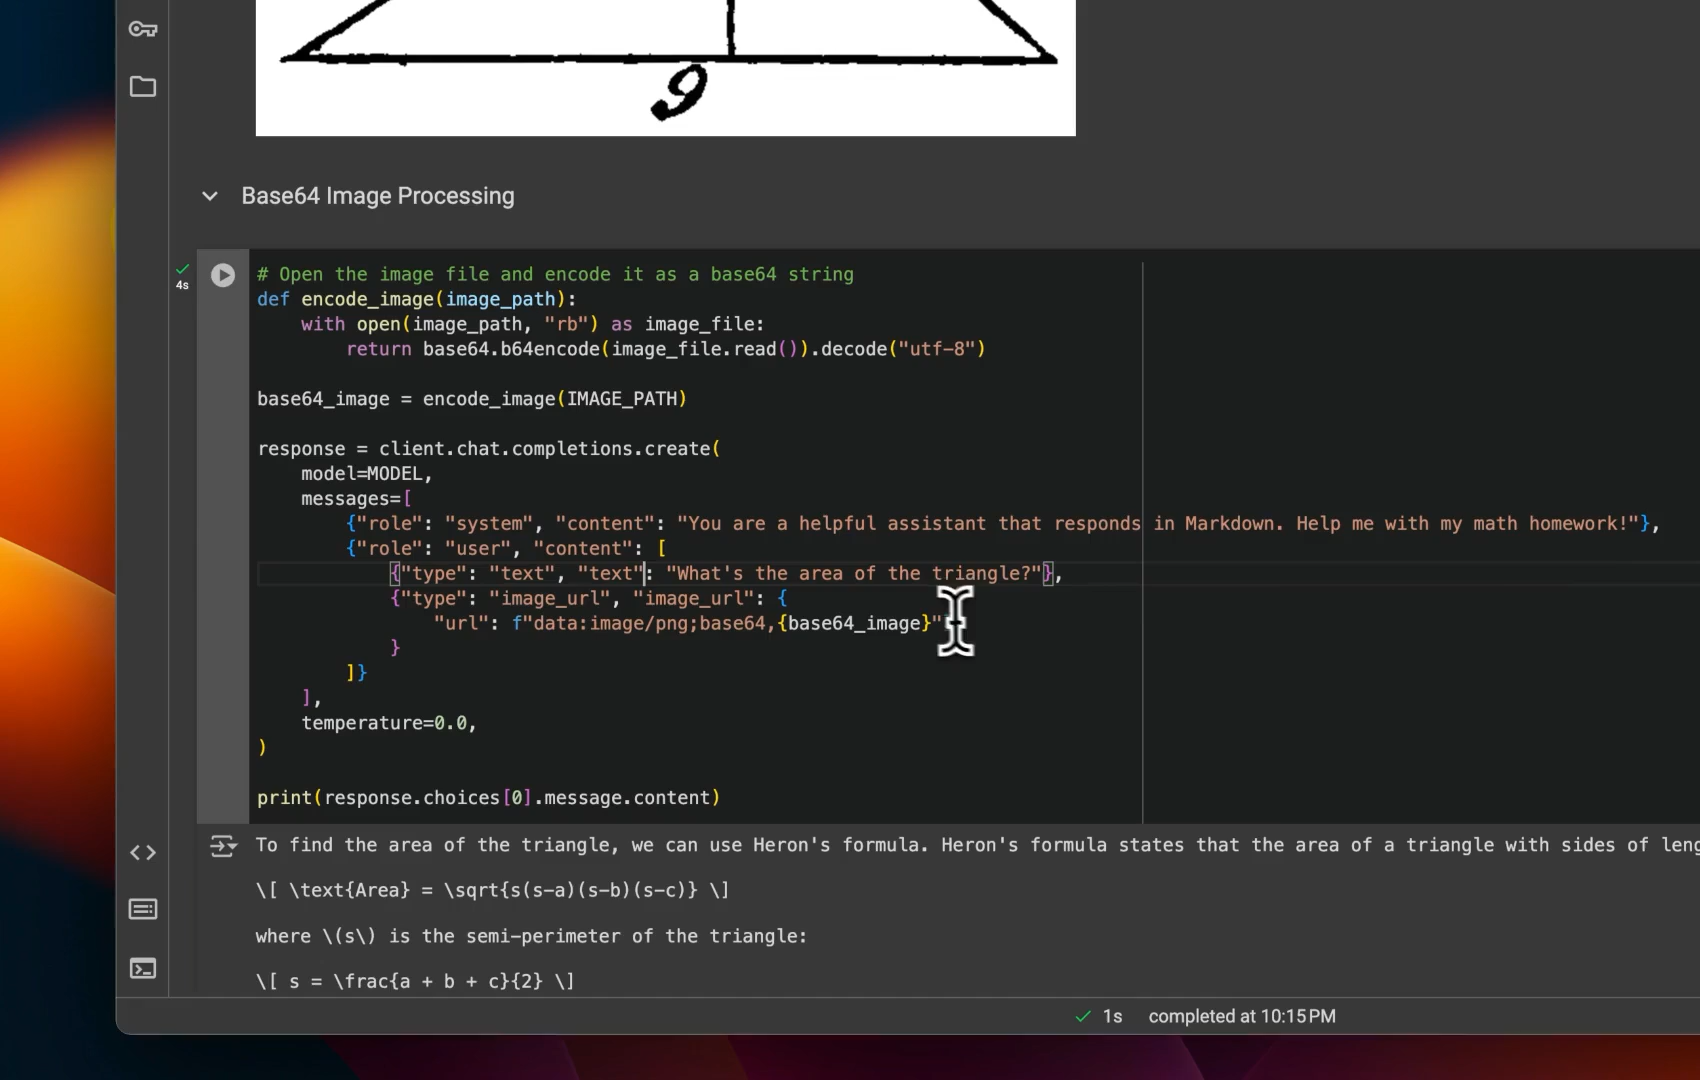 9
Base64 Image Processing
4s
# Open the image file and encode it as a base64 string
def encode_image(image_path):
    with open(image_path, "rb") as image_file:
        return base64.b64encode(image_file.read()).decode("utf-8")
base64_image = encode_image(IMAGE_PATH)
response = client.chat.completions.create(
    model=MODEL,
    messages=[
        {"role": "system", "content": "You are a helpful assistant that responds in Markdown. Help me with my math homework!"},
        {"role": "user", "content": [
            {"type": "text", "text": "What's the area of the triangle?"},
            {"type": "image_url", "image_url": {
                "url": f"data:image/png;base64,{base64_image}"
            }
        ]}
    ],
    temperature=0.0,
)
print(response.choices[0].message.content)
To find the area of the triangle, we can use Heron's formula. Heron's formula states that the area of a triangle with sides of
\[ \text{Area} = \sqrt{s(s-a)(s-b)(s-c)} \]
where \(s\) is the semi-perimeter of the triangle:
\[ s = \frac{a + b + c}{2} \]
1s completed at 10:15 PM